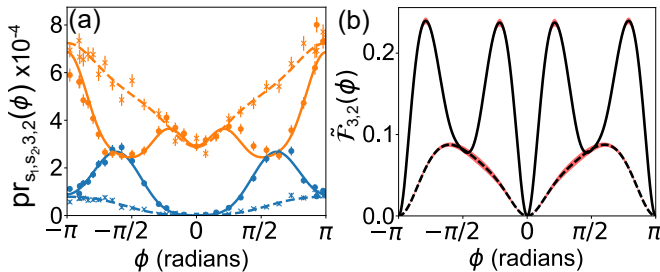 (a)
pr_{s₁,s₂,3,2}(ϕ) x10⁻⁴
8
6
4
2
0
−π
−π/2
0
π/2
π
ϕ (radians)
(b)
ℱ̃_{3,2}(ϕ)
0.2
0.1
0.0
−π
−π/2
0
π/2
π
ϕ (radians)